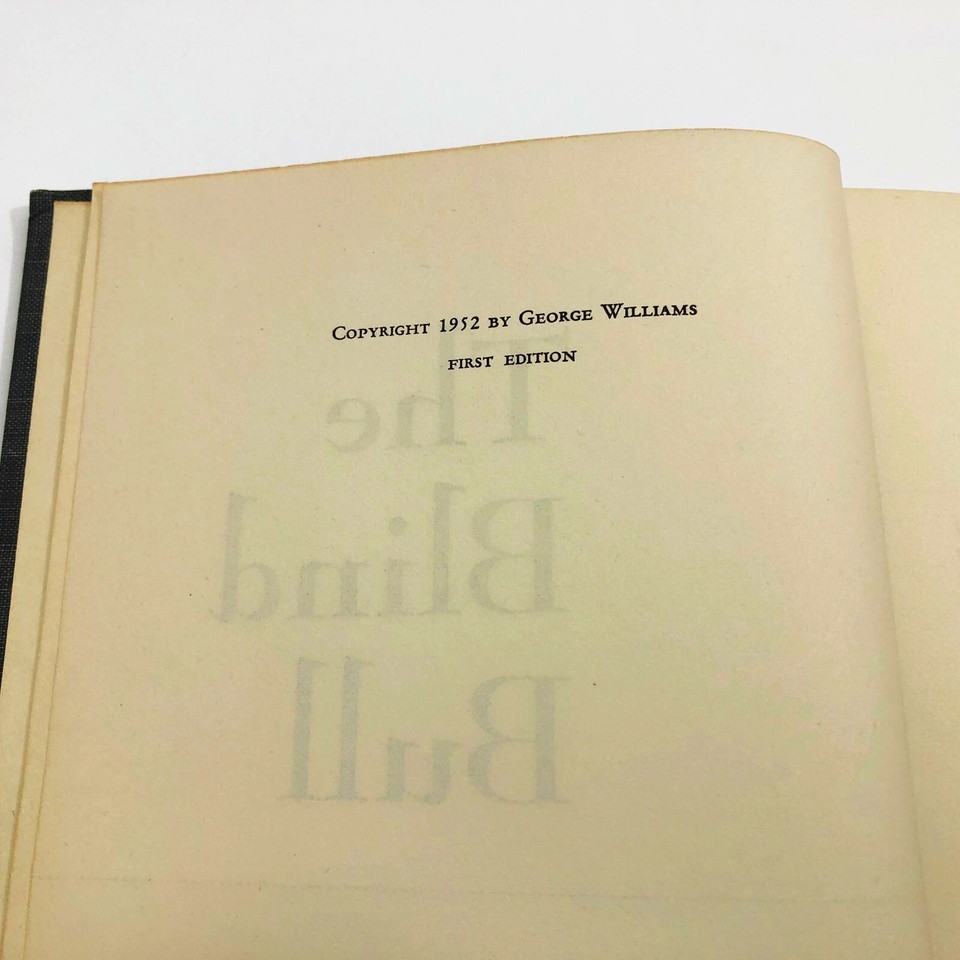 COPYRIGHT 1952 BY GEORGE WILLIAMS
FIRST EDITION
The
Blind
Bull